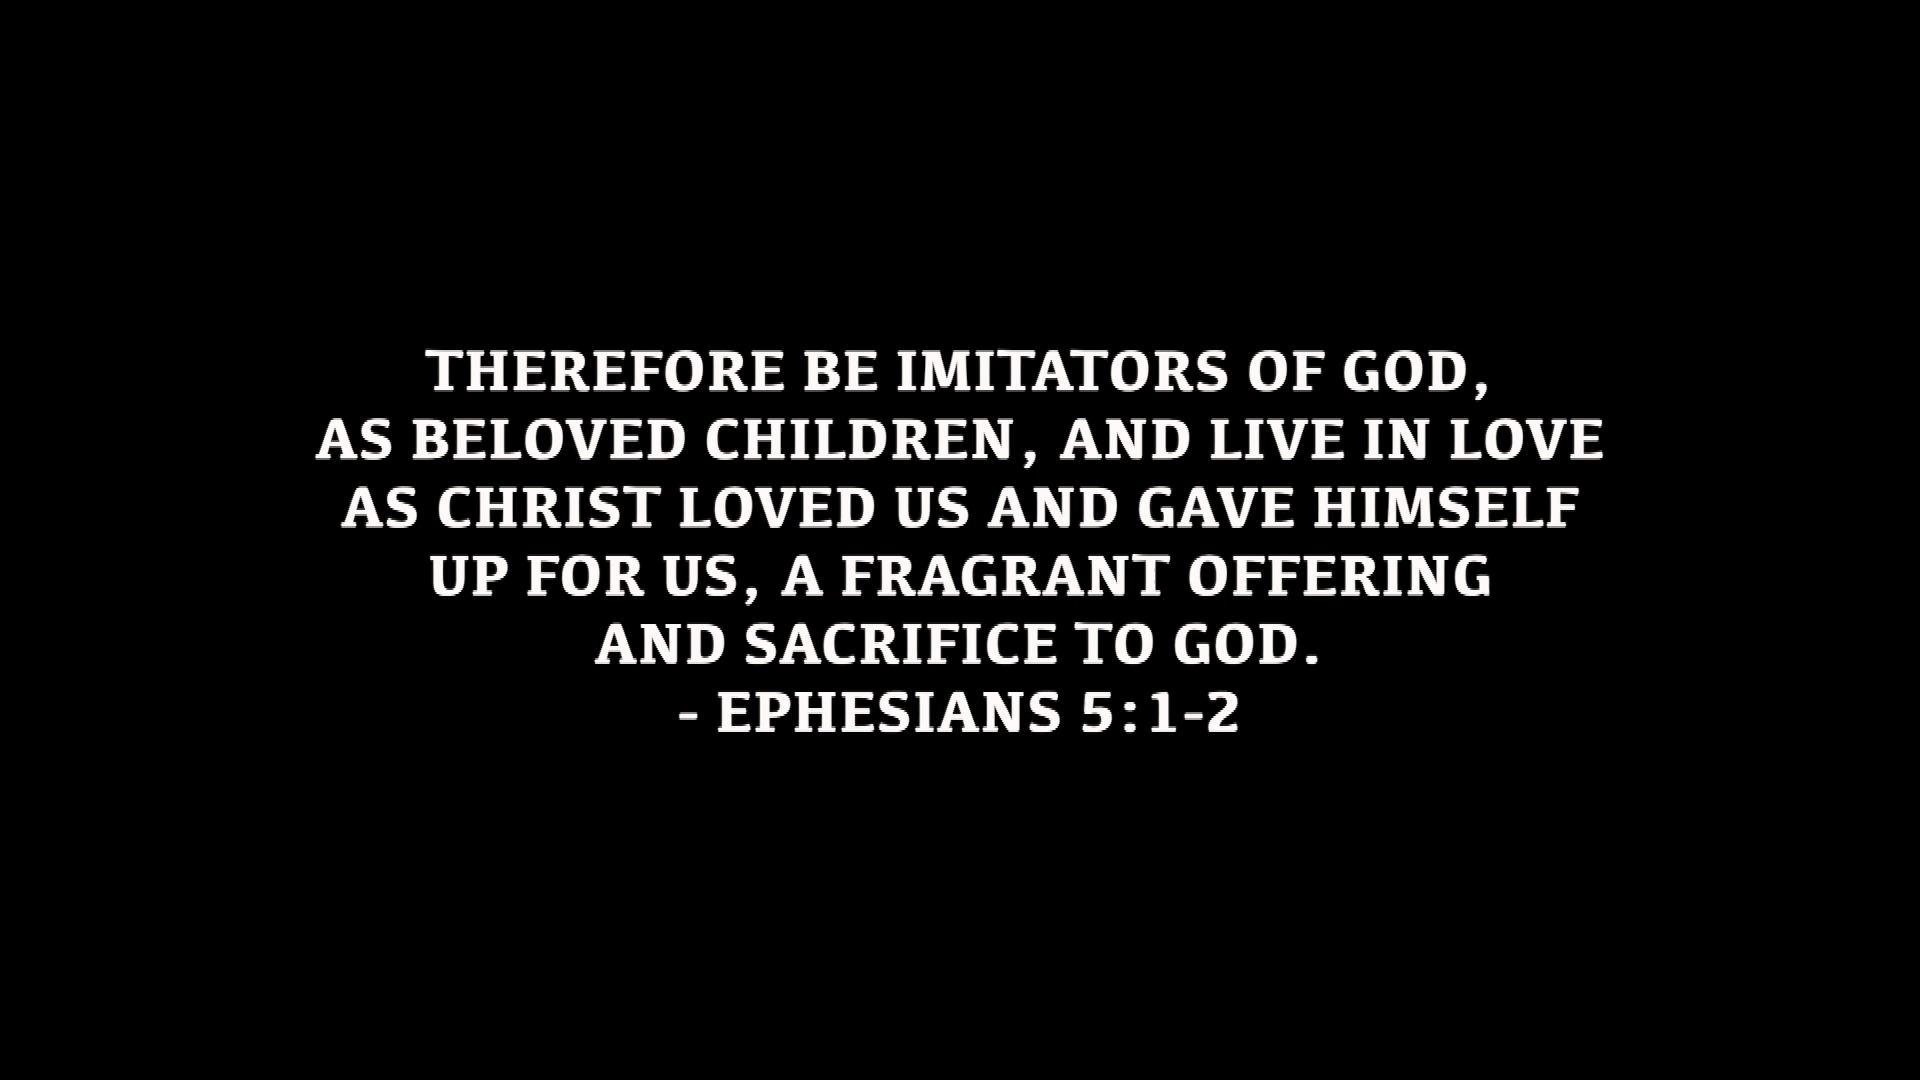 THEREFORE BE IMITATORS OF GOD,
AS BELOVED CHILDREN, AND LIVE IN LOVE
AS CHRIST LOVED US AND GAVE HIMSELF
UP FOR US, A FRAGRANT OFFERING
AND SACRIFICE TO GOD.
- EPHESIANS 5:1-2